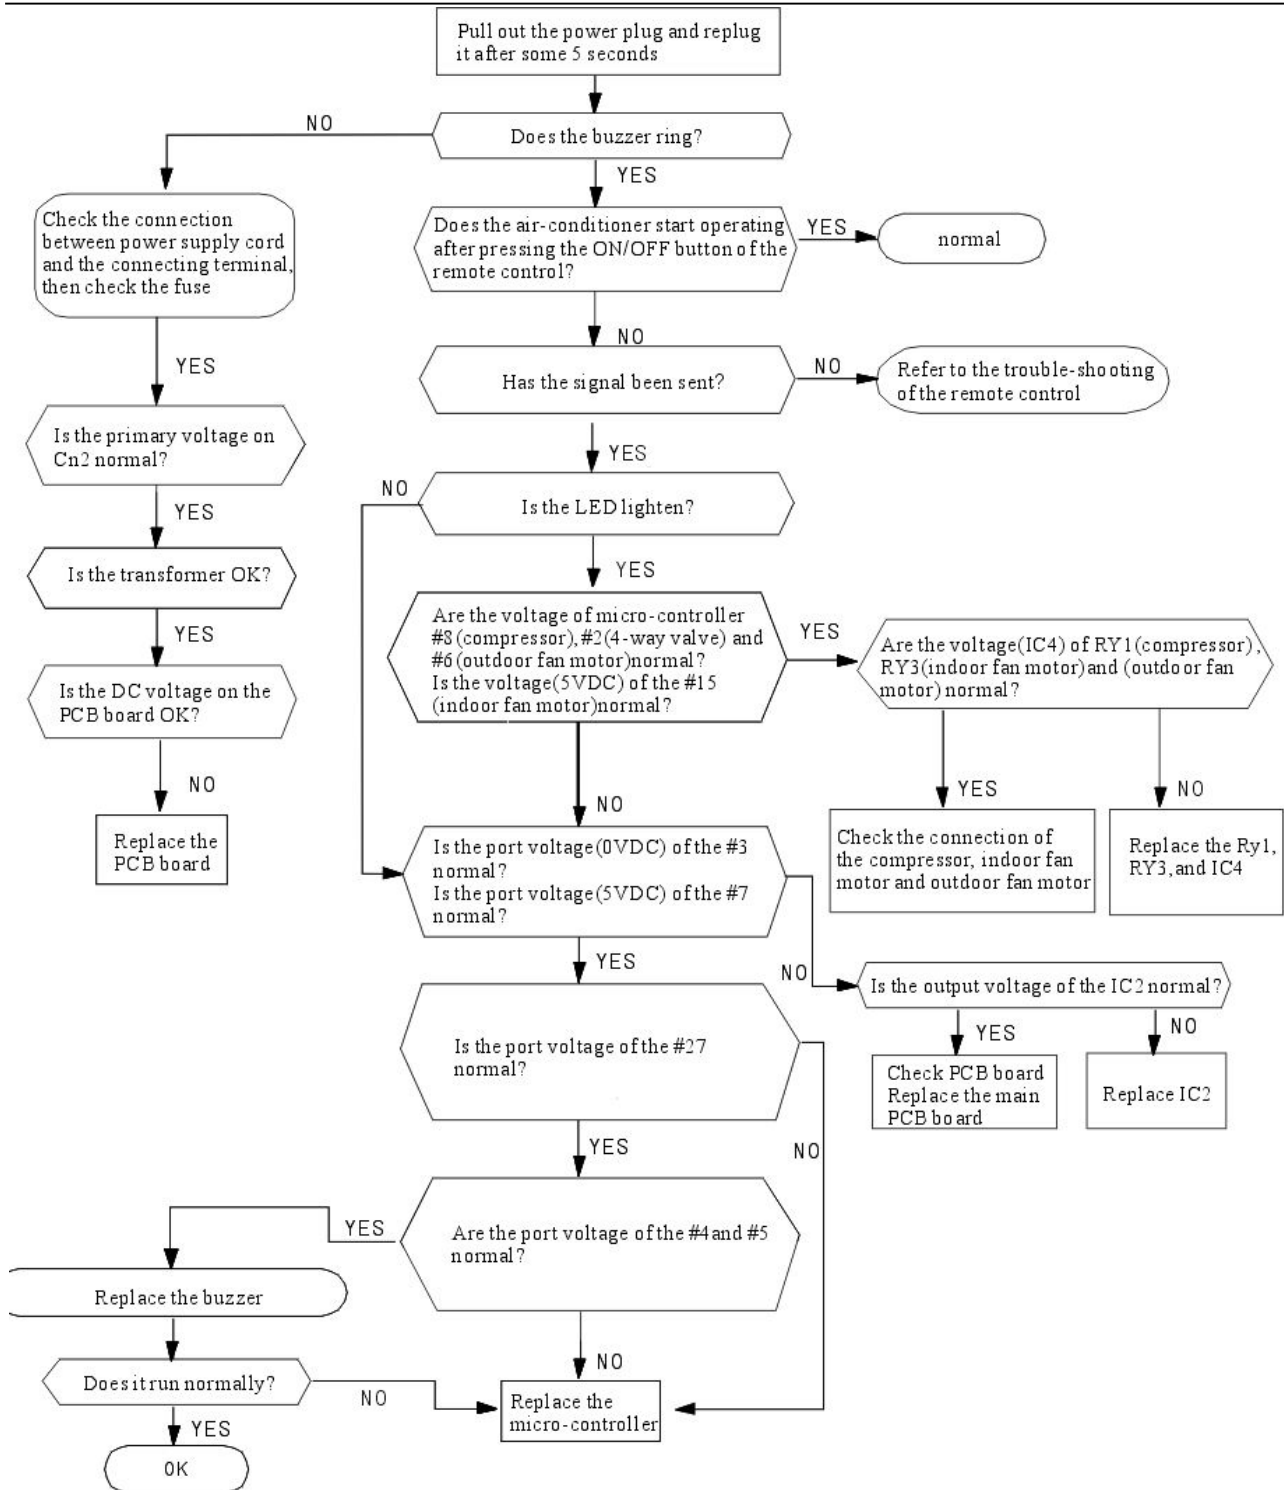 Pull out the power plug and replug
it after some 5 seconds
NO
Does the buzzer ring?
YES
Check the connection
between power supply cord
and the connecting terminal,
then check the fuse
Does the air-conditioner start operating
after pressing the ON/OFF button of the
remote control?
YES
normal
NO
YES
Has the signal been sent?
NO
Refer to the trouble-shooting
of the remote control
Is the primary voltage on
Cn2 normal?
YES
NO
Is the LED lighten?
YES
Is the transformer OK?
YES
YES
Are the voltage of micro-controller
#8(compressor), #2(4-way valve) and
#6(outdoor fan motor)normal?
Is the voltage(5VDC) of the #15
(indoor fan motor)normal?
YES
Are the voltage(IC4) of RY1(compressor),
RY3(indoor fan motor)and (outdoor fan
motor) normal?
Is the DC voltage on the
PCB board OK?
NO
NO
YES
NO
Replace the
PCB board
Is the port voltage(0VDC) of the #3
normal?
Is the port voltage(5VDC) of the #7
normal?
Check the connection of
the compressor, indoor fan
motor and outdoor fan motor
Replace the Ry1,
RY3,and IC4
YES
NO
Is the output voltage of the IC2 normal?
YES
NO
Is the port voltage of the #27
normal?
Check PCB board
Replace the main
PCB board
Replace IC2
YES
NO
YES
Are the port voltage of the #4and #5
normal?
Replace the buzzer
NO
Does it run normally?
NO
Replace the
micro-controller
YES
OK